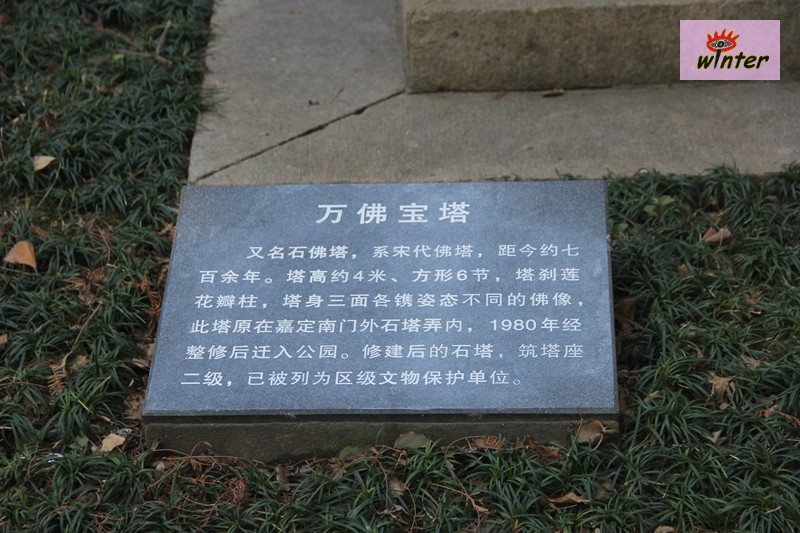 winter
万佛宝塔
又名石佛塔，系宋代佛塔，距今约七
百余年。塔高约4米、方形6节，塔刹莲
花瓣柱，塔身三面各镌姿态不同的佛像，
此塔原在嘉定南门外石塔弄内，1980年经
整修后迁入公园。修建后的石塔，筑塔座
二级，已被列为区级文物保护单位。